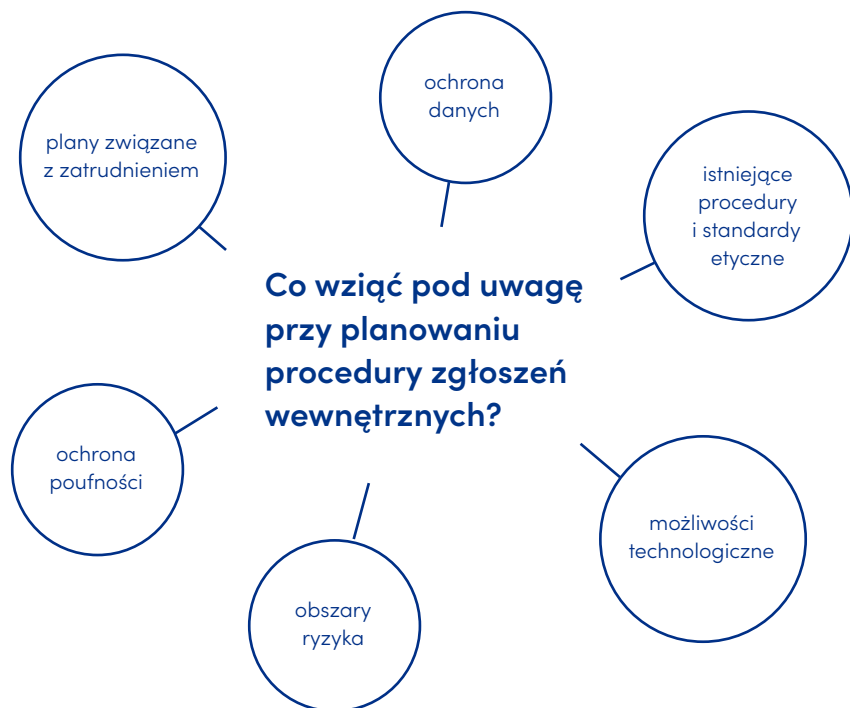 ochrona
danych
plany związane
z zatrudnieniem
istniejące
procedury
i standardy
etyczne
Co wziąć pod uwagę
przy planowaniu
procedury zgłoszeń
wewnętrznych?
ochrona
poufności
możliwości
technologiczne
obszary
ryzyka